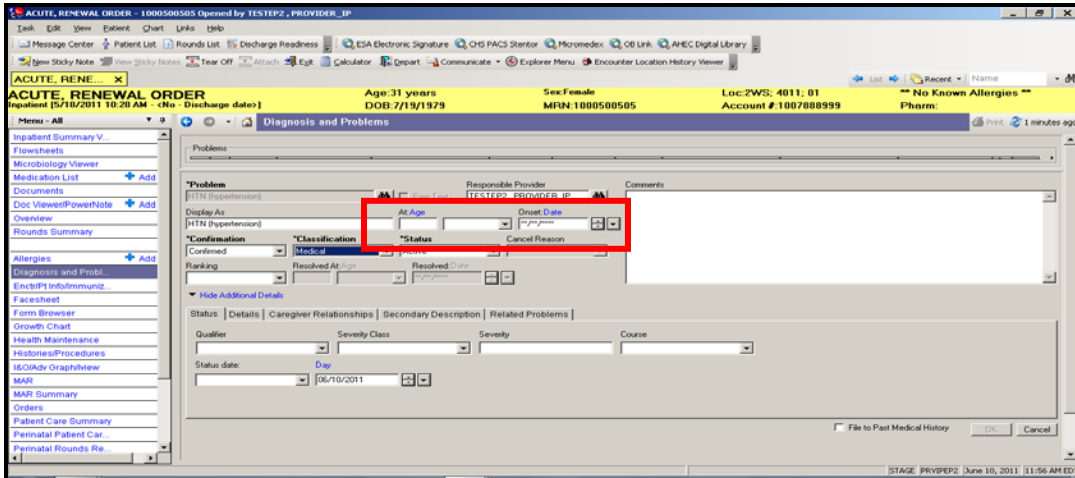 ACUTE, RENEWAL ORDER - 1000500505 Opened by TESTEP2 , PROVIDER_IP
Task Edit View Patient Chart Links Help
Message Center Patient List Rounds List Discharge Readiness ESA Electronic Signature CHS PACS Stentor Micromedex OB Link AHEC Digital Library
New Sticky Note View Sticky Notes Tear Off Attach Exit Calculator Depart Communicate Explorer Menu Encounter Location History Viewer
ACUTE, RENE... x List Recent Name
ACUTE, RENEWAL ORDER Age:31 years Sex:Female Loc:2WS; 4011; 01 ** No Known Allergies **
Inpatient [5/18/2011 10:28 AM - <No - Discharge date>] DOB:7/19/1979 MRN:1000500505 Account #:1007888999 Pharm:
Menu - All Diagnosis and Problems Print 1 minutes ago
Inpatient Summary V...
Flowsheets
Microbiology Viewer
Medication List Add
Documents
Doc Viewer/PowerNote Add
Overview
Rounds Summary
Allergies Add
Diagnosis and Probl...
Enctr/Pt Info/Immuniz...
Facesheet
Form Browser
Growth Chart
Health Maintenance
Histories/Procedures
I&O/Adv Graph/Iview
MAR
MAR Summary
Orders
Patient Care Summary
Perinatal Patient Car...
Perinatal Rounds Re...
Problems
*Problem Responsible Provider Comments
HTN (hypertension) Free Text TESTEP2 , PROVIDER_IP
Display As At:Age Onset:Date
HTN (hypertension) **/**/****
*Confirmation *Classification *Status Cancel Reason
Confirmed Medical Active
Ranking Resolved At:Age Resolved:Date
**/**/****
Hide Additional Details
Status Details Caregiver Relationships Secondary Description Related Problems
Qualifier Severity Class Severity Course
Status date: Day
06/10/2011
File to Past Medical History OK Cancel
STAGE PRVIPEP2 June 10, 2011 11:56 AM ED